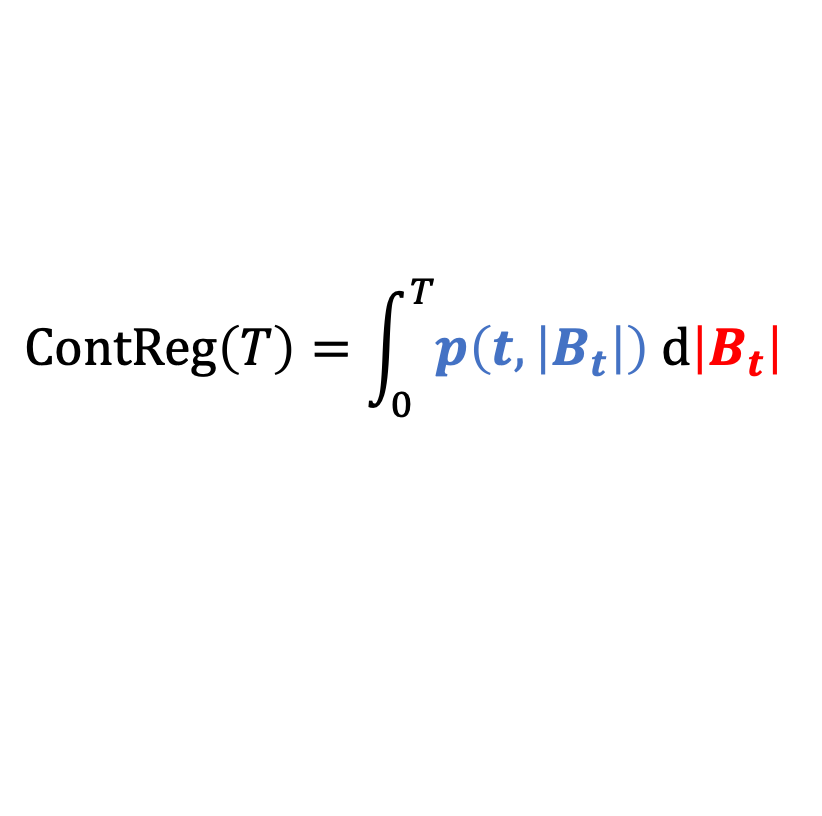 ContReg(T) = ∫₀ᵀ p(t, |Bₜ|) d|Bₜ|